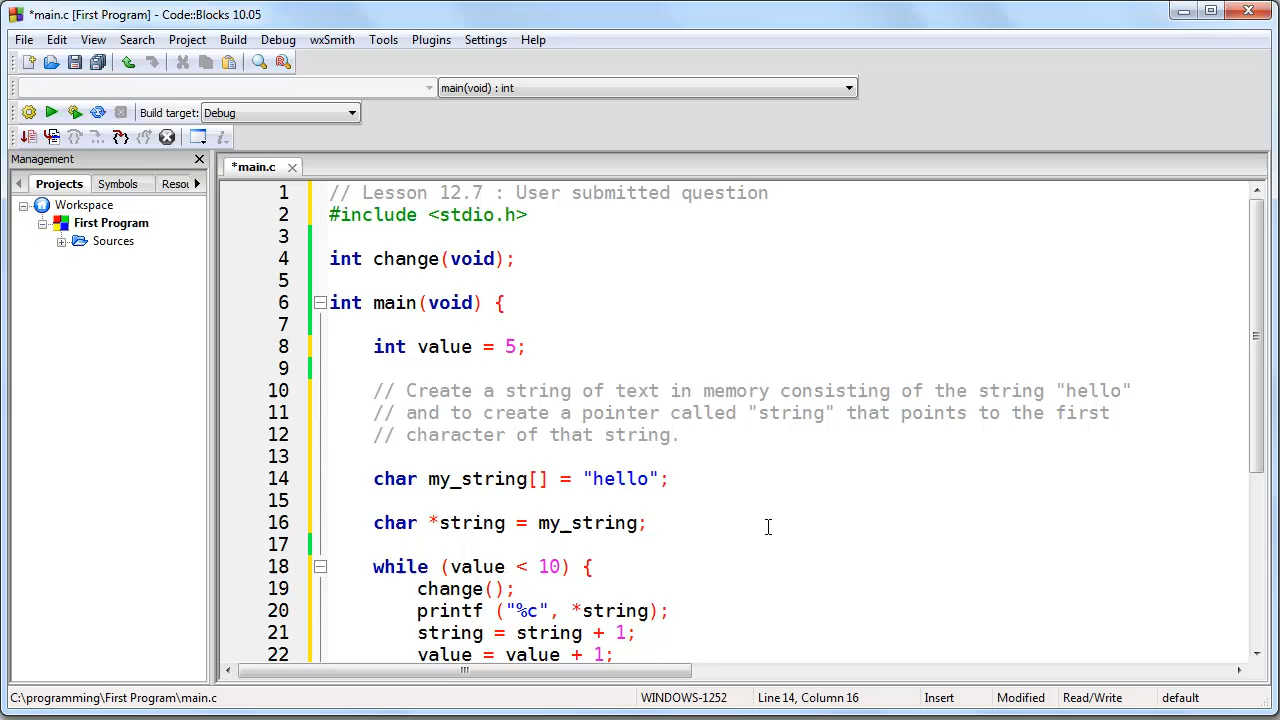 *main.c [First Program] - Code::Blocks 10.05
File Edit View Search Project Build Debug wxSmith Tools Plugins Settings Help
main(void) : int
Build target: Debug
Management
*main.c
Projects Symbols Resou
Workspace
First Program
Sources
1 // Lesson 12.7 : User submitted question
2 #include <stdio.h>
3
4 int change(void);
5
6 int main(void) {
7
8 int value = 5;
9
10 // Create a string of text in memory consisting of the string "hello"
11 // and to create a pointer called "string" that points to the first
12 // character of that string.
13
14 char my_string[] = "hello";
15
16 char *string = my_string;
17
18 while (value < 10) {
19 change();
20 printf ("%c", *string);
21 string = string + 1;
22 value = value + 1;
C:\programming\First Program\main.c WINDOWS-1252 Line 14, Column 16 Insert Modified Read/Write default